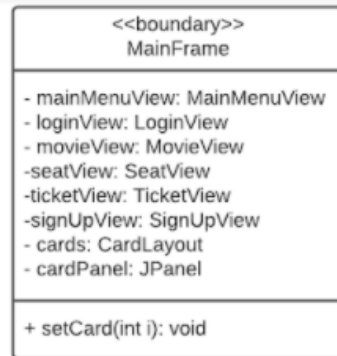 <<boundary>>
MainFrame
- mainMenuView: MainMenuView
- loginView: LoginView
- movieView: MovieView
-seatView: SeatView
-ticketView: TicketView
-signUpView: SignUpView
- cards: CardLayout
- cardPanel: JPanel
+ setCard(int i): void